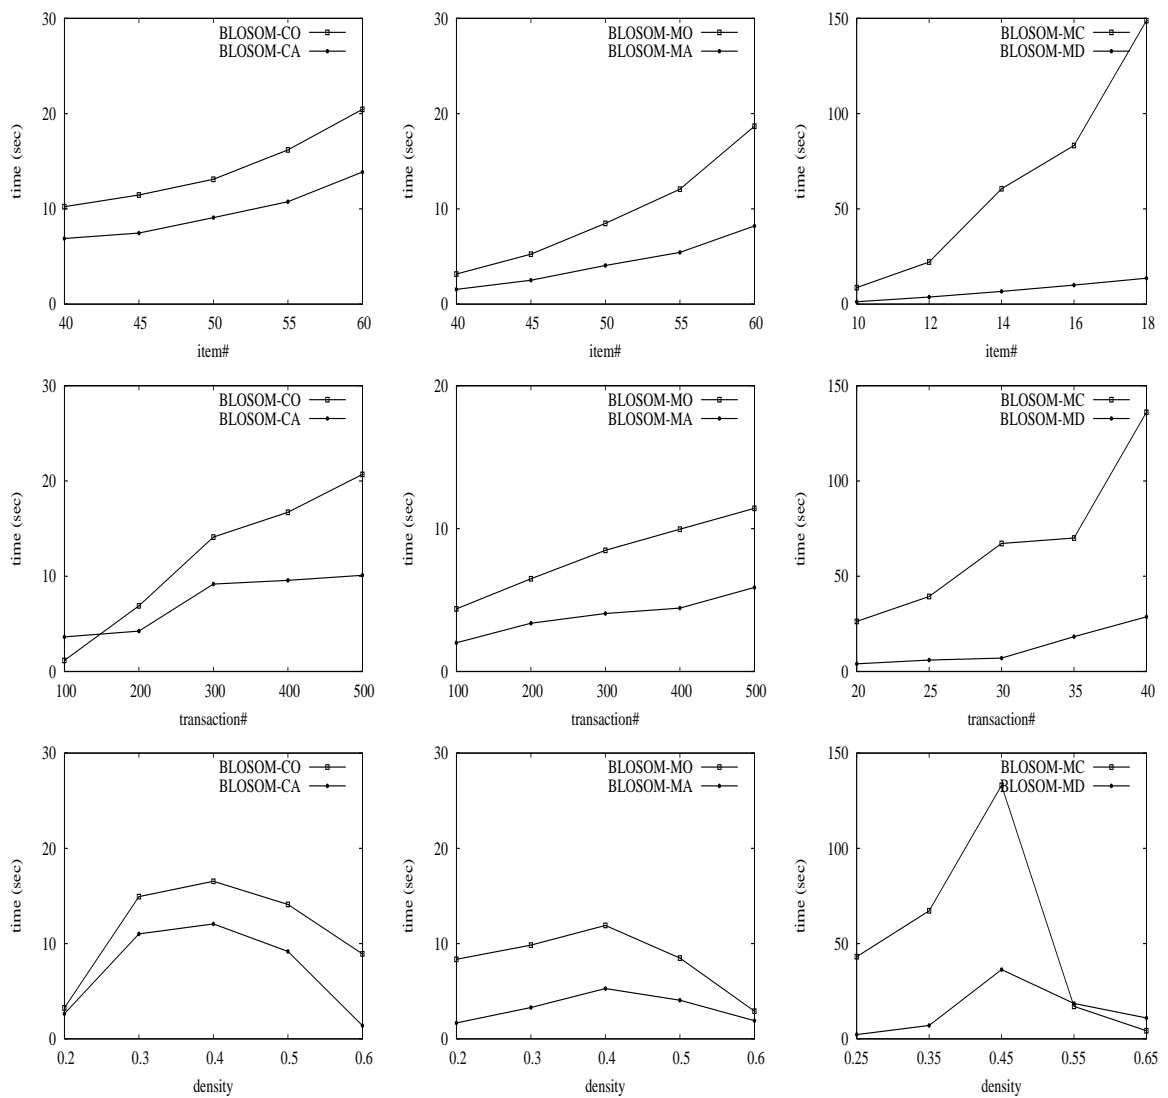 30
20
10
0
time (sec)
BLOSOM-CO
BLOSOM-CA
40 45 50 55 60
item#
30
20
10
0
time (sec)
BLOSOM-MO
BLOSOM-MA
40 45 50 55 60
item#
150
100
50
0
time (sec)
BLOSOM-MC
BLOSOM-MD
10 12 14 16 18
item#
30
20
10
0
time (sec)
BLOSOM-CO
BLOSOM-CA
100 200 300 400 500
transaction#
20
10
0
time (sec)
BLOSOM-MO
BLOSOM-MA
100 200 300 400 500
transaction#
150
100
50
0
time (sec)
BLOSOM-MC
BLOSOM-MD
20 25 30 35 40
transaction#
30
20
10
0
time (sec)
BLOSOM-CO
BLOSOM-CA
0.2 0.3 0.4 0.5 0.6
density
30
20
10
0
time (sec)
BLOSOM-MO
BLOSOM-MA
0.2 0.3 0.4 0.5 0.6
density
150
100
50
0
time (sec)
BLOSOM-MC
BLOSOM-MD
0.25 0.35 0.45 0.55 0.65
density